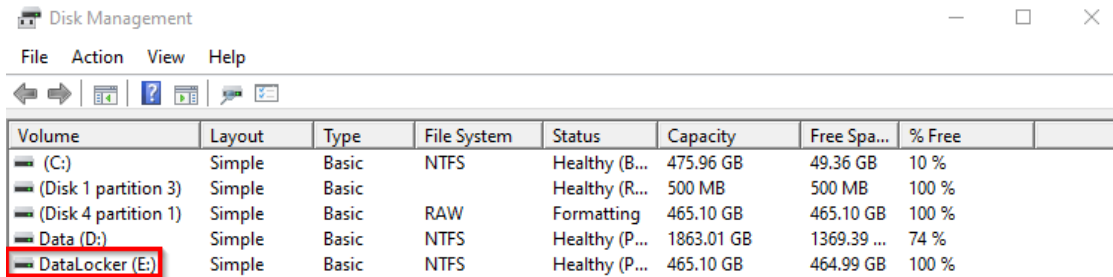 Disk Management
File Action View Help
Volume Layout Type File System Status Capacity Free Spa... % Free
(C:) Simple Basic NTFS Healthy (B... 475.96 GB 49.36 GB 10 %
(Disk 1 partition 3) Simple Basic Healthy (R... 500 MB 500 MB 100 %
(Disk 4 partition 1) Simple Basic RAW Formatting 465.10 GB 465.10 GB 100 %
Data (D:) Simple Basic NTFS Healthy (P... 1863.01 GB 1369.39 ... 74 %
DataLocker (E:) Simple Basic NTFS Healthy (P... 465.10 GB 464.99 GB 100 %